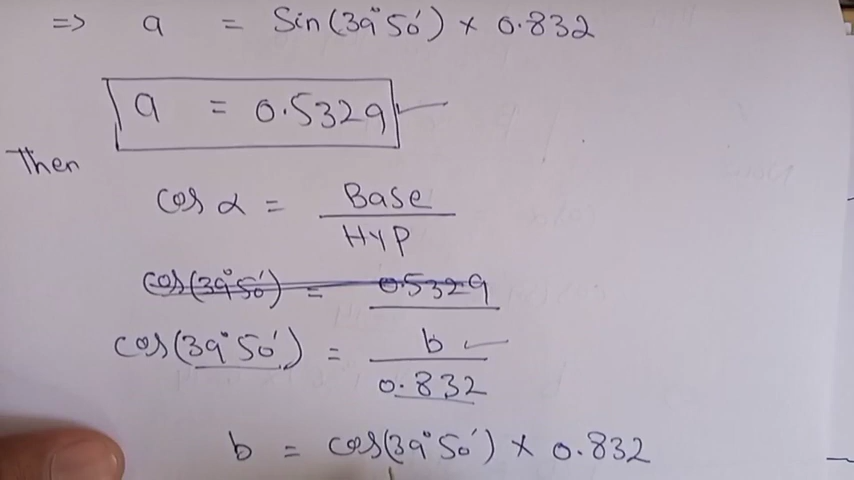 => a = Sin(39°50') × 0.832
a = 0.5329
Then
cos α = Base / Hyp
cos(39°50') = 0.5329
cos(39°50') = b / 0.832
b = cos(39°50') × 0.832